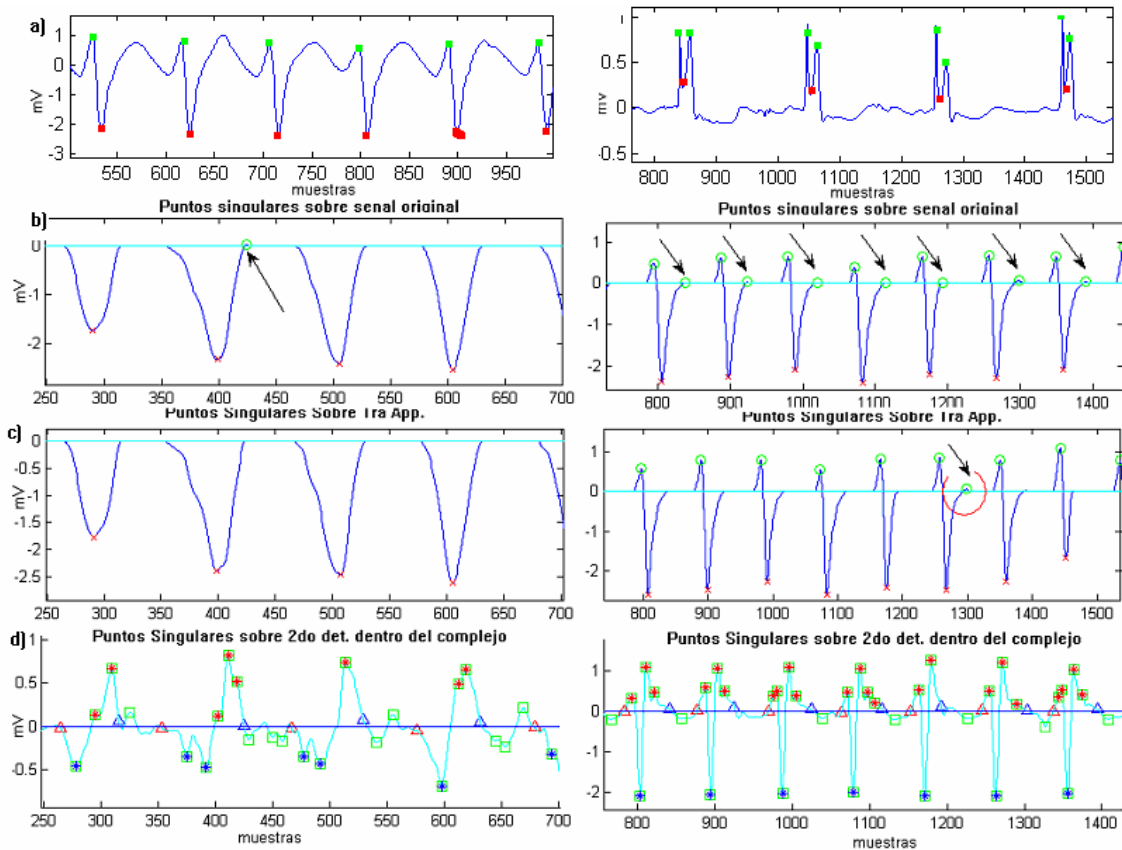 a)
1
0
-1
-2
-3
mV
550 600 650 700 750 800 850 900 950
muestras
1
0.5
0
-0.5
mV
800 900 1000 1100 1200 1300 1400 1500
muestras
b)
Puntos singulares sobre senal original
0
-1
-2
mV
250 300 350 400 450 500 550 600 650 700
Puntos singulares sobre senal original
1
0
-1
-2
800 900 1000 1100 1200 1300 1400
c)
Puntos Singulares Sobre Tra App.
0
-0.5
-1
-1.5
-2
-2.5
mV
250 300 350 400 450 500 550 600 650 700
Puntos Singulares Sobre Tra App.
1
0
-1
-2
800 900 1000 1100 1200 1300 1400 1500
d)
Puntos Singulares sobre 2do det. dentro del complejo
1
0.5
0
-0.5
mV
250 300 350 400 450 500 550 600 650 700
muestras
Puntos Singulares sobre 2do det. dentro del complejo
1
0
-1
-2
800 900 1000 1100 1200 1300 1400
muestras